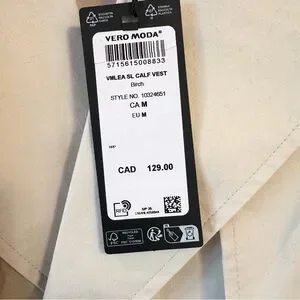 VERO MODA®
5715615008833
VMLEA SL CALF VEST
Birch
STYLE NO. 10324651
CA M
EU M
CAD 129.00
RFID